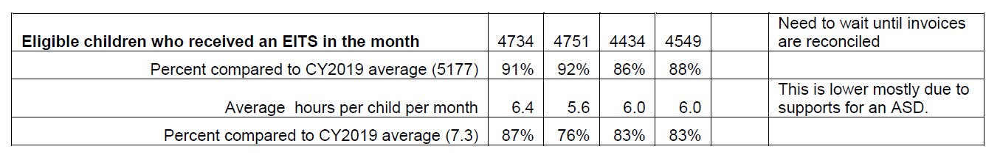 Need to wait until invoices
Eligible children who received an EITS in the month 4734 4751 4434 4549 are reconciled
Percent compared to CY2019 average (5177) 91% 92% 86% 88%
This is lower mostly due to
Average hours per child per month 6.4 5.6 6.0 6.0 supports for an ASD.
Percent compared to CY2019 average (7.3) 87% 76% 83% 83%